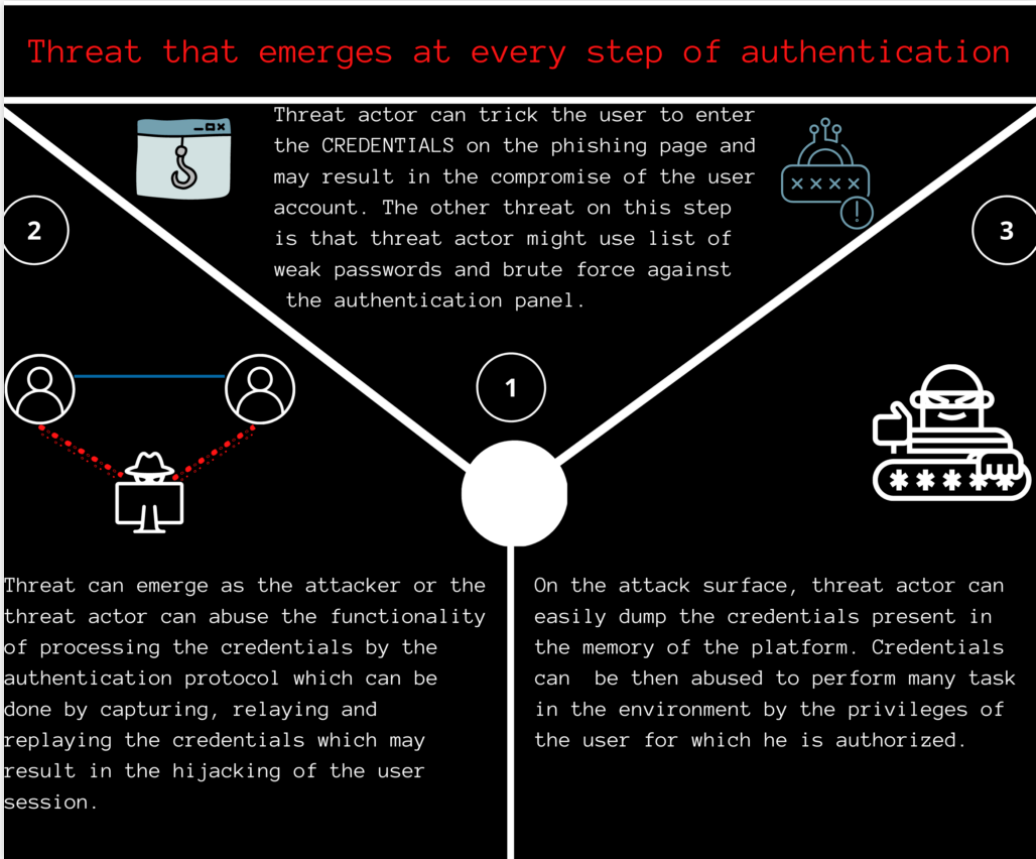 Threat that emerges at every step of authentication
Threat actor can trick the user to enter
the CREDENTIALS on the phishing page and
may result in the compromise of the user
account. The other threat on this step
is that threat actor might use list of
weak passwords and brute force against
the authentication panel.
1
2
Threat can emerge as the attacker or the
threat actor can abuse the functionality
of processing the credentials by the
authentication protocol which can be
done by capturing, relaying and
replaying the credentials which may
result in the hijacking of the user
session.
3
On the attack surface, threat actor can
easily dump the credentials present in
the memory of the platform. Credentials
can  be then abused to perform many task
in the environment by the privileges of
the user for which he is authorized.